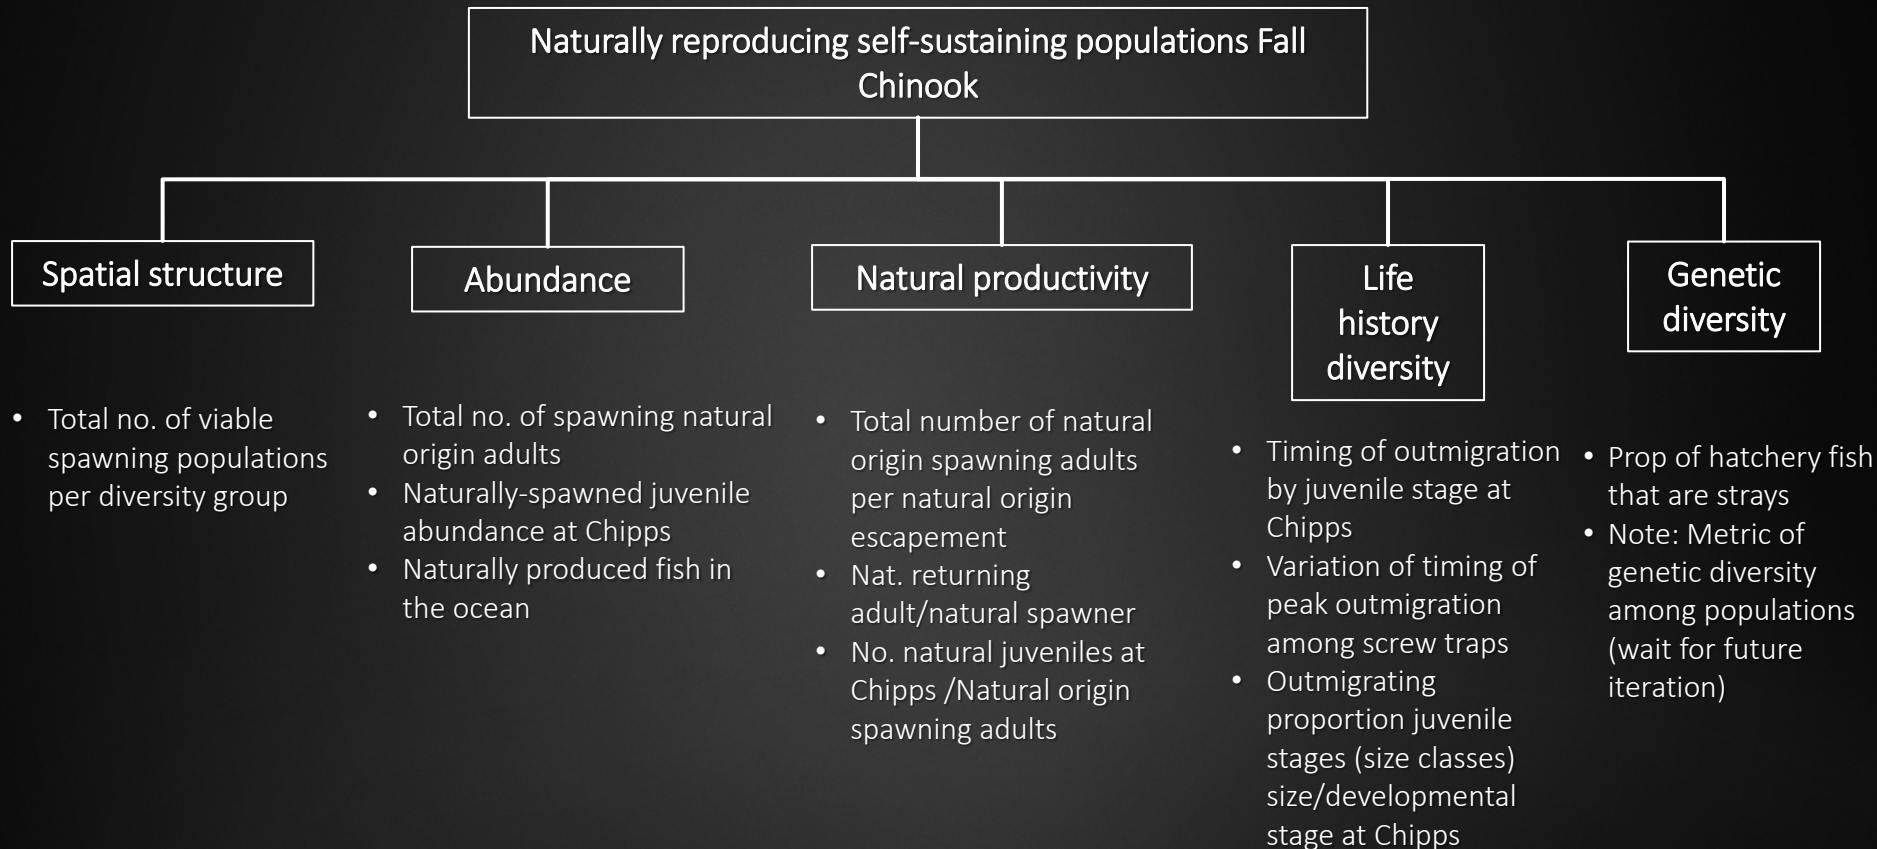 Naturally reproducing self-sustaining populations Fall
Chinook
Spatial structure
• Total no. of viable
spawning populations
per diversity group
Abundance
• Total no. of spawning natural
origin adults
• Naturally-spawned juvenile
abundance at Chipps
• Naturally produced fish in
the ocean
Natural productivity
• Total number of natural
origin spawning adults
per natural origin
escapement
• Nat. returning
adult/natural spawner
• No. natural juveniles at
Chipps /Natural origin
spawning adults
Life
history
diversity
• Timing of outmigration
by juvenile stage at
Chipps
• Variation of timing of
peak outmigration
among screw traps
• Outmigrating
proportion juvenile
stages (size classes)
size/developmental
stage at Chipps
Genetic
diversity
• Prop of hatchery fish
that are strays
• Note: Metric of
genetic diversity
among populations
(wait for future
iteration)